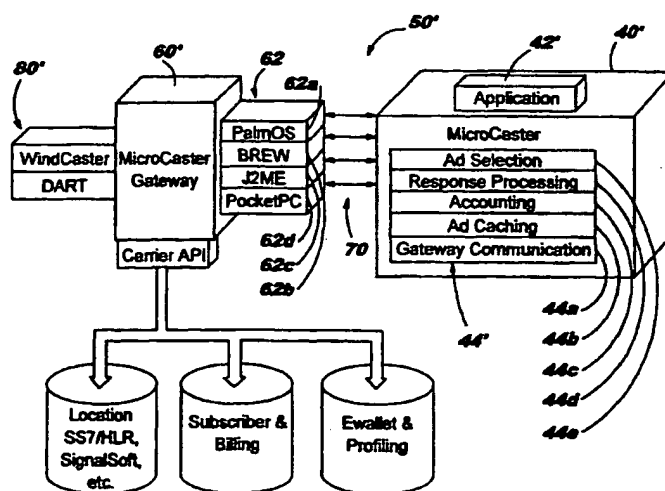 50'
40'
60'
62
42'
80'
62a
Application
PalmOS
MicroCaster
WindCaster
MicroCaster
Gateway
BREW
Ad Selection
DART
J2ME
Response Processing
PocketPC
Accounting
Ad Caching
62d
Carrier API
70
Gateway Communication
62c
62b
44'
44a
44b
44c
44d
44e
Location
SS7/HLR,
SignalSoft,
etc.
Subscriber &
Billing
Ewallet &
Profiling